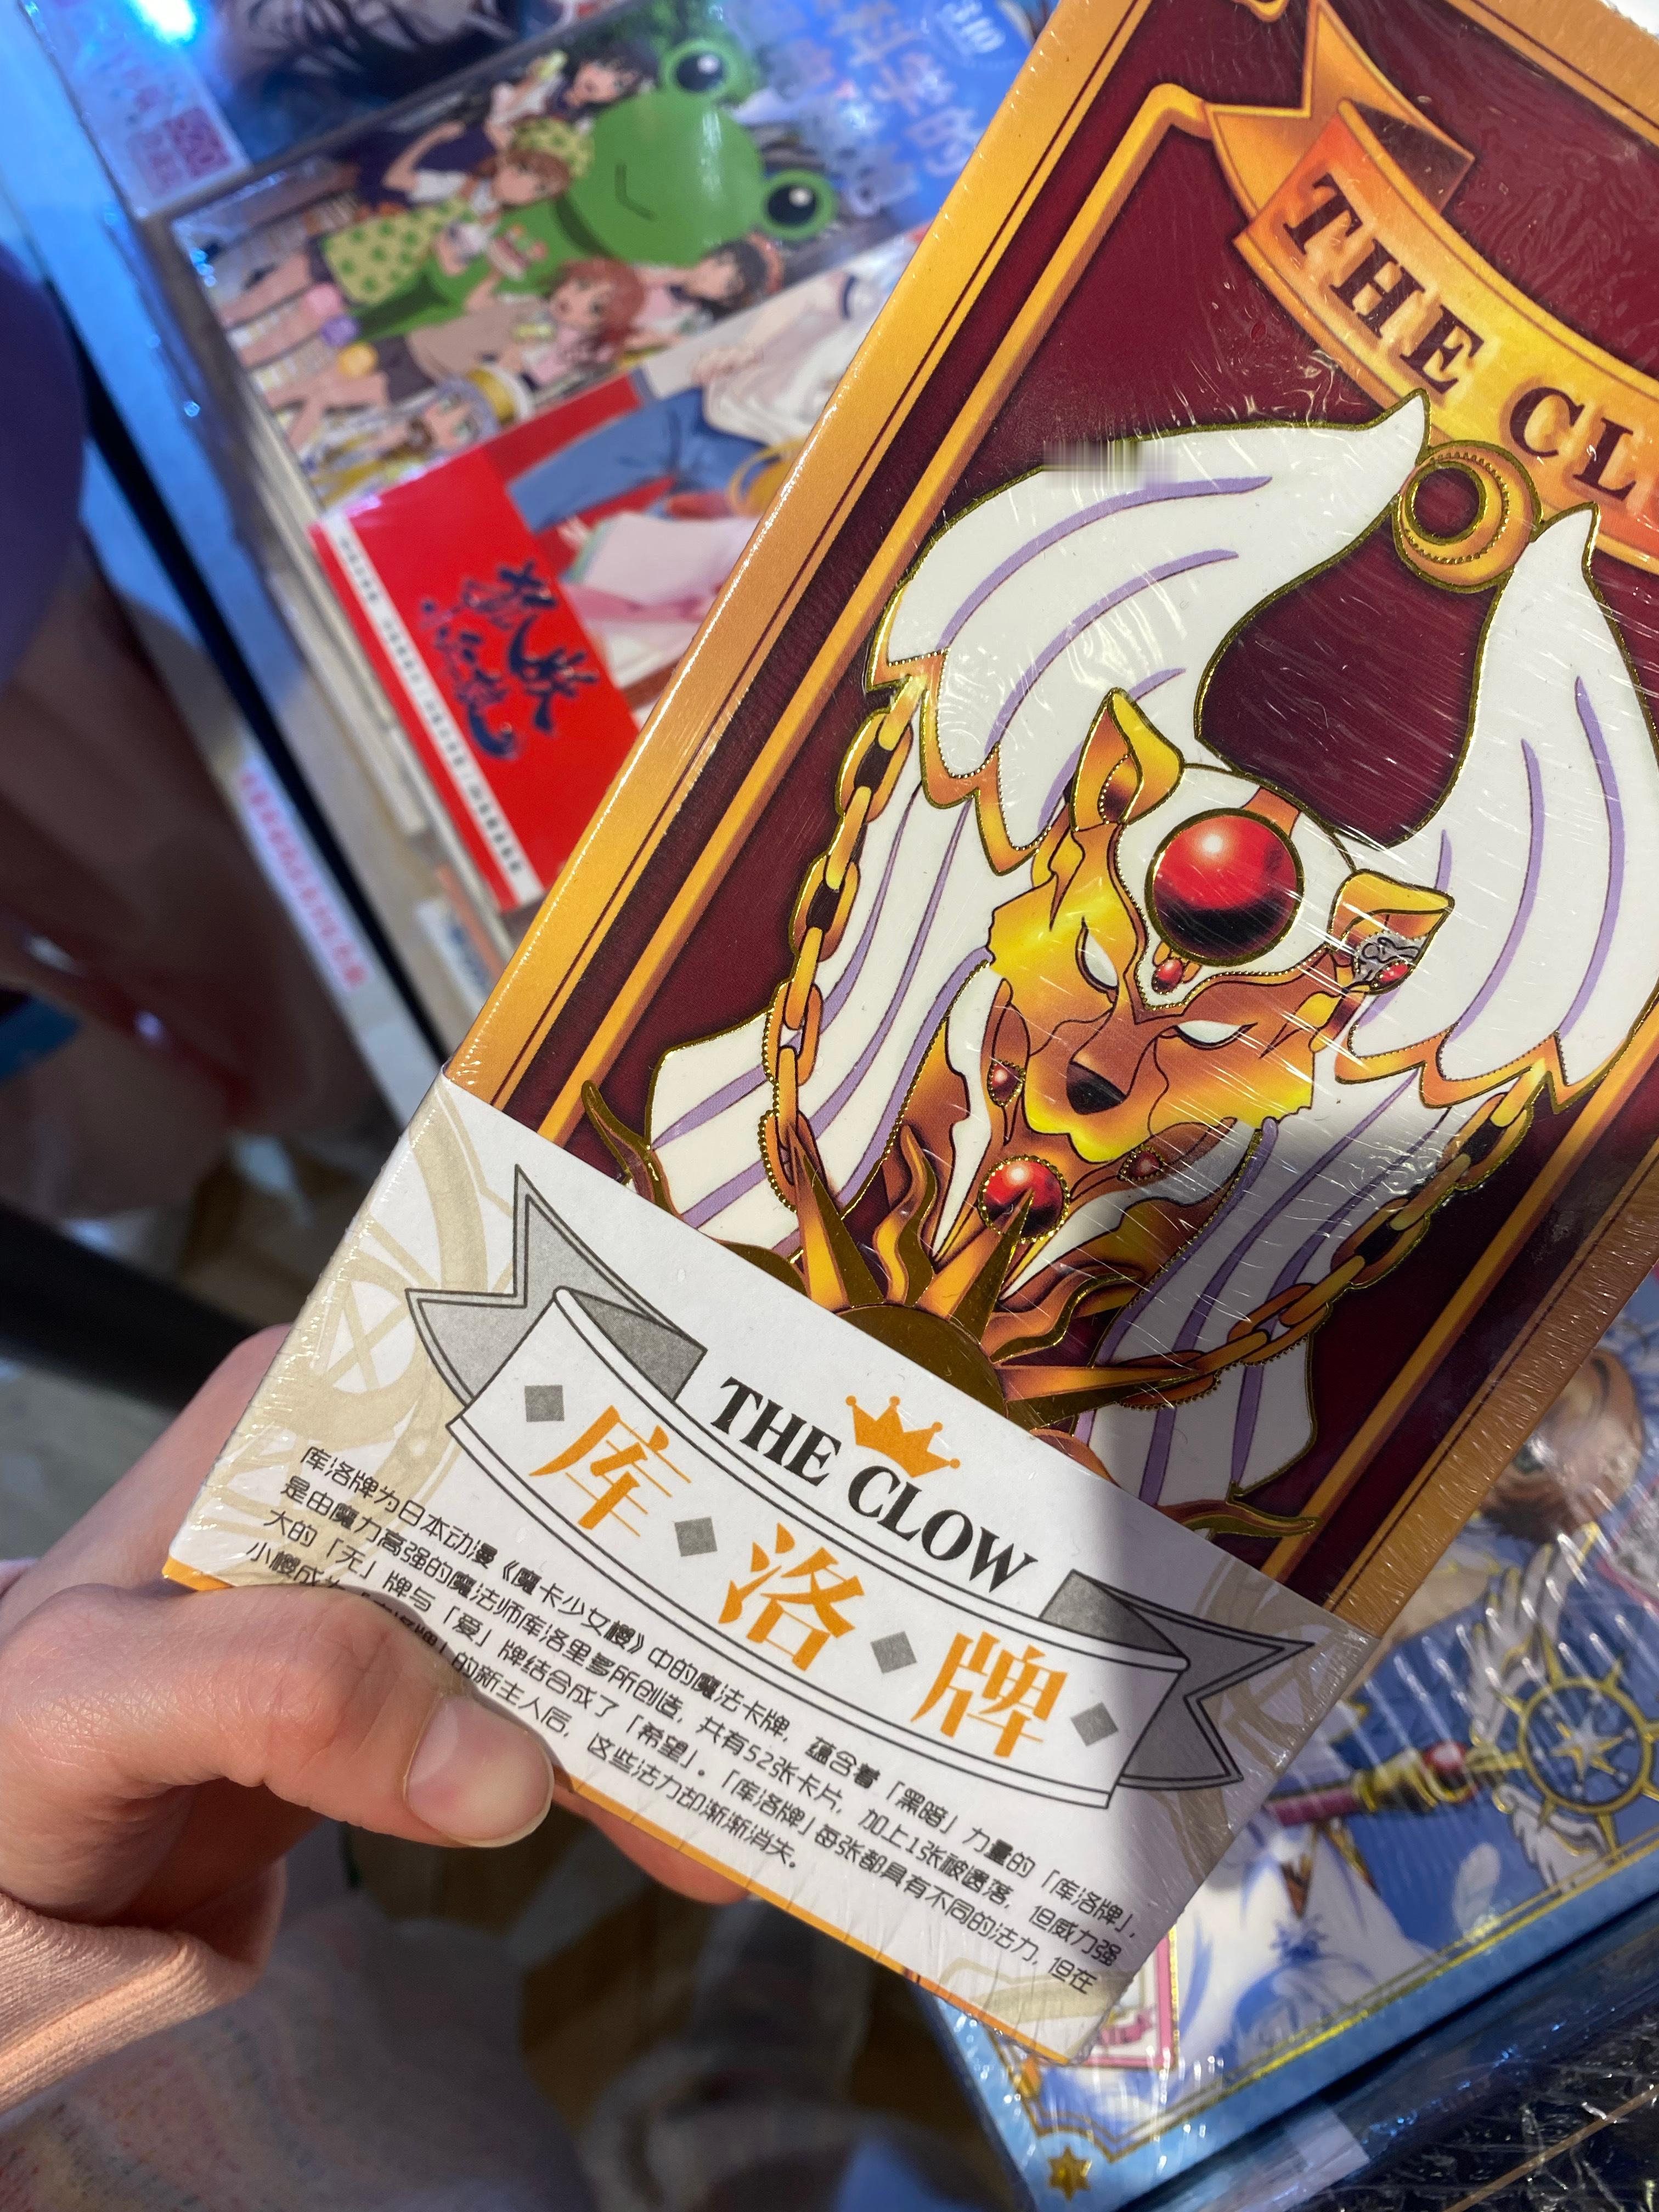 THE CL
THE CLOW
库洛牌
库洛牌为日本动漫《魔卡少女樱》中的魔法卡牌，蕴含着「黑暗」力量的「库洛牌」，
是由魔力高强的魔法师库洛里多所创造，共有52张卡片，加上1张被遗落，但威力强
大的「无」牌与「爱」牌结合成了「希望」。「库洛牌」每张都具有不同的法力，但在
小樱成为 的新主人后，这些法力却渐渐消失。